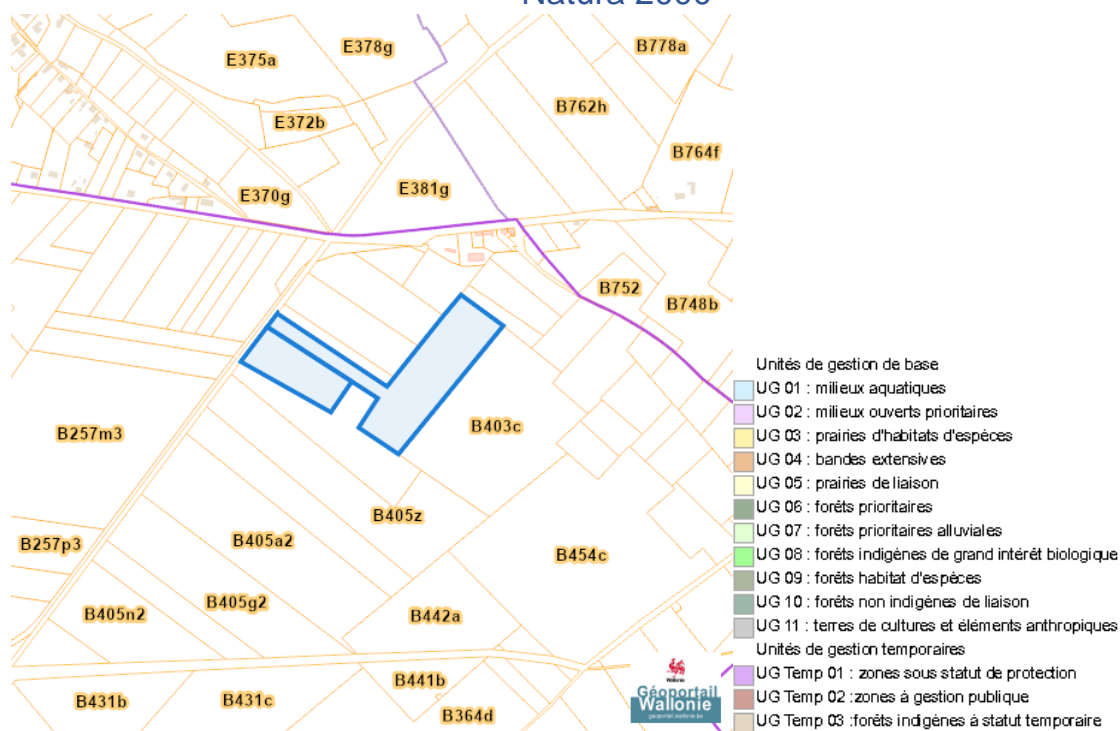 Natura 2000
E378g
B778a
E375a
B762h
E372b
B764f
E381g
E370g
B752
B748b
B403c
B257m3
B405z
B257p3
B405a2
B454c
B405g2
B405n2
B442a
B441b
B431b
B431c
B364d
Wallonie
Géoportail
Wallonie
geoportail.wallonie.be
Unités de gestion de base
UG 01 : milieux aquatiques
UG 02 : milieux ouverts prioritaires
UG 03 : prairies d'habitats d'espèces
UG 04 : bandes extensives
UG 05 : prairies de liaison
UG 06 : forêts prioritaires
UG 07 : forêts prioritaires alluviales
UG 08 : forêts indigènes de grand intérêt biologique
UG 09 : forêts habitat d'espèces
UG 10 : forêts non indigènes de liaison
UG 11 : terres de cultures et éléments anthropiques
Unités de gestion temporaires
UG Temp 01 : zones sous statut de protection
UG Temp 02 :zones à gestion publique
UG Temp 03 :forêts indigènes à statut temporaire